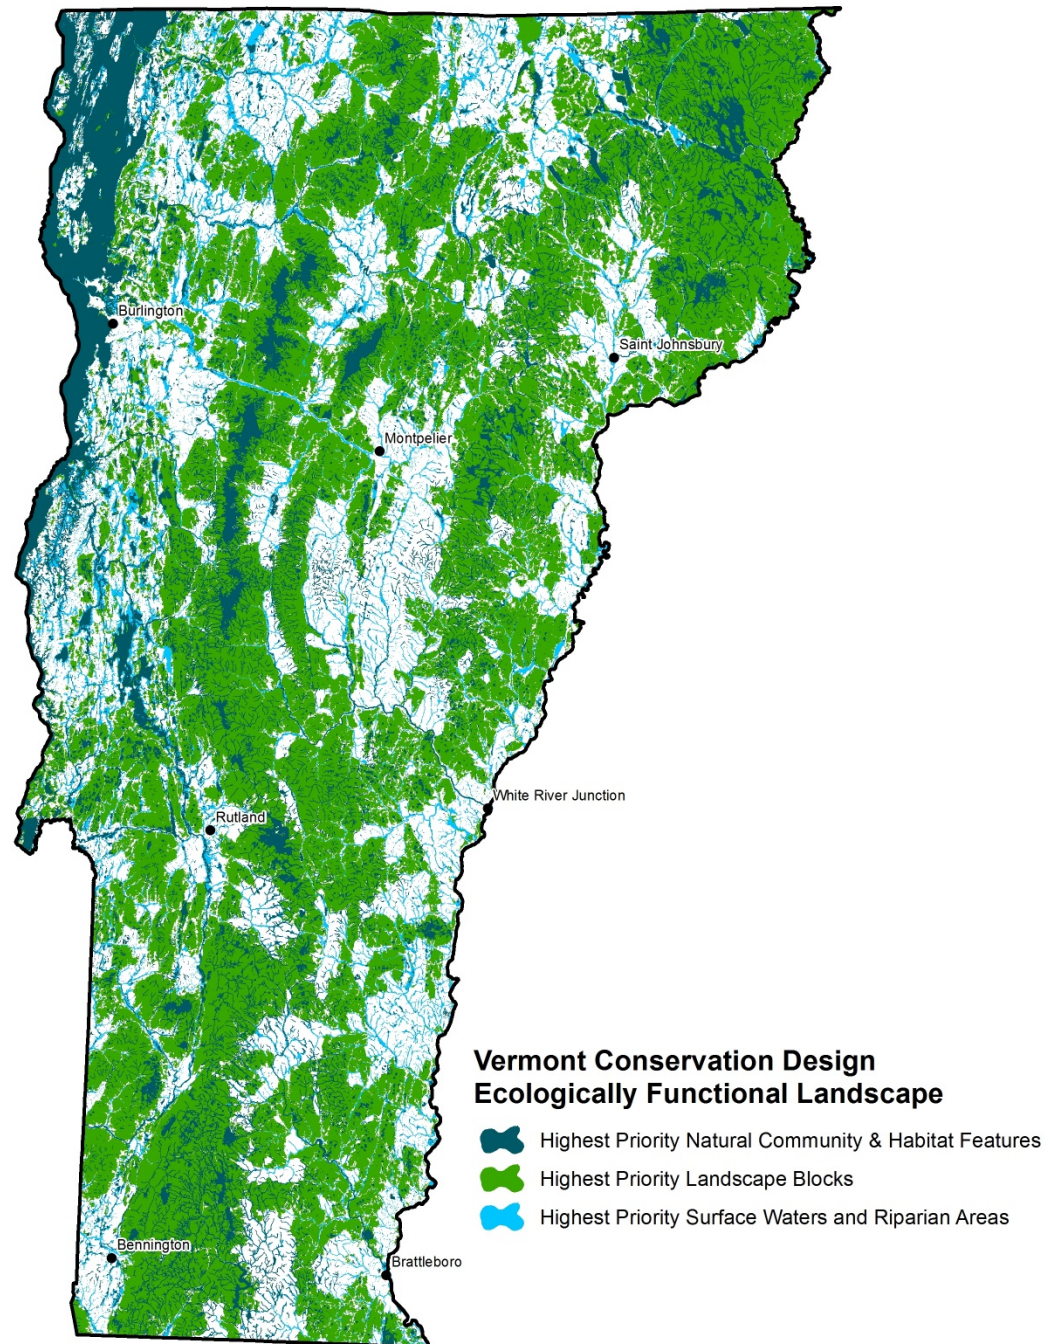 Burlington
Saint Johnsbury
Montpelier
White River Junction
Rutland
Vermont Conservation Design
Ecologically Functional Landscape
Highest Priority Natural Community & Habitat Features
Highest Priority Landscape Blocks
Highest Priority Surface Waters and Riparian Areas
Bennington
Brattleboro